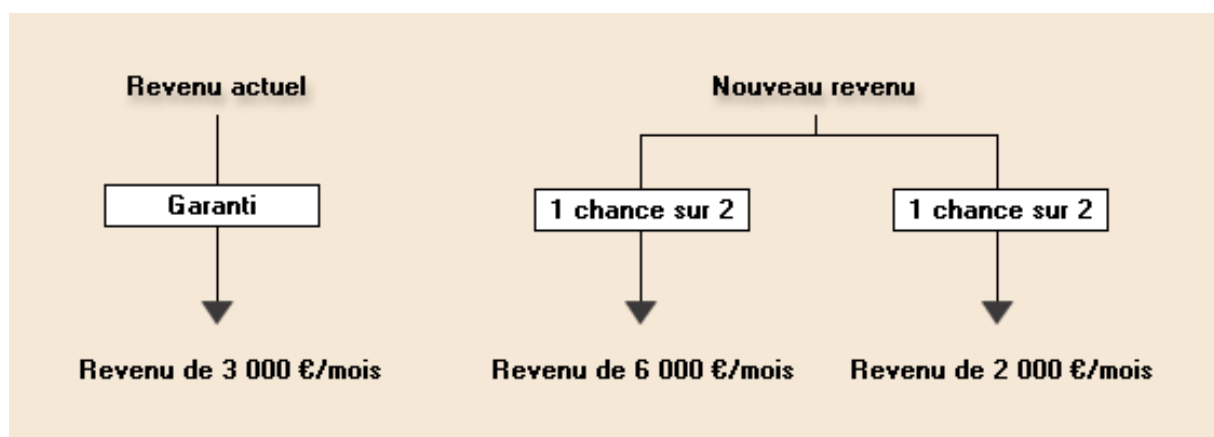 Revenu actuel
Nouveau revenu
Garanti
1 chance sur 2
1 chance sur 2
Revenu de 3 000 €/mois
Revenu de 6 000 €/mois
Revenu de 2 000 €/mois